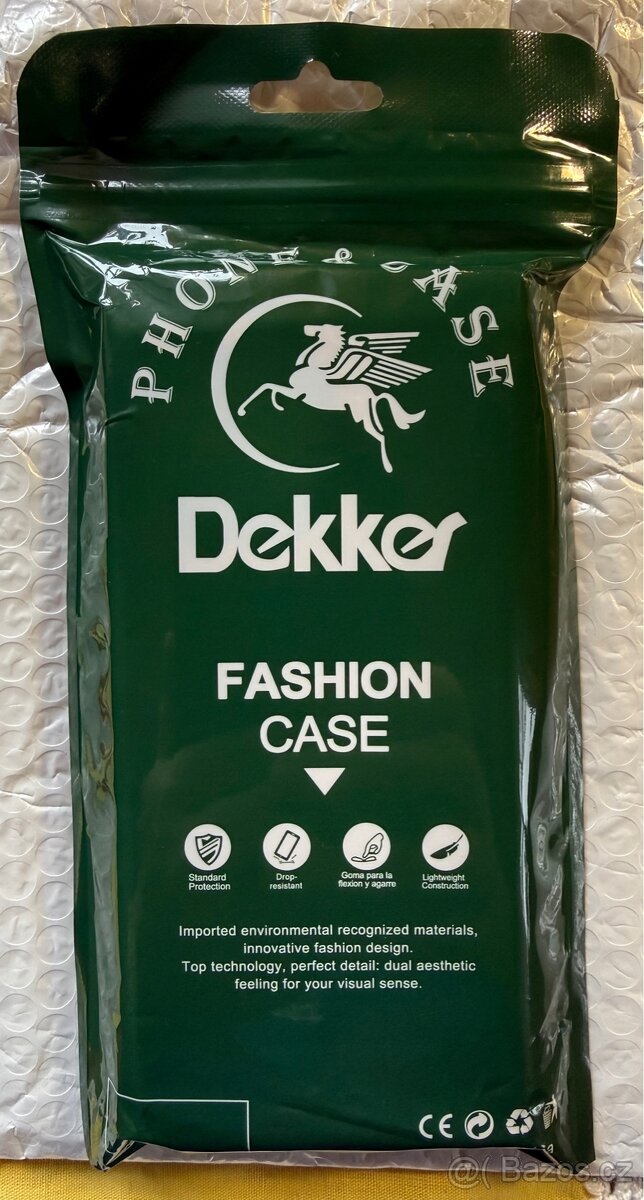 PHONE & CASE
Dekker
FASHION
CASE
Standard
Protection
Drop-
resistant
Goma para la
flexion y agarre
Lightweight
Construction
Imported environmental recognized materials,
innovative fashion design.
Top technology, perfect detail: dual aesthetic
feeling for your visual sense.
CE
Bazos.cz